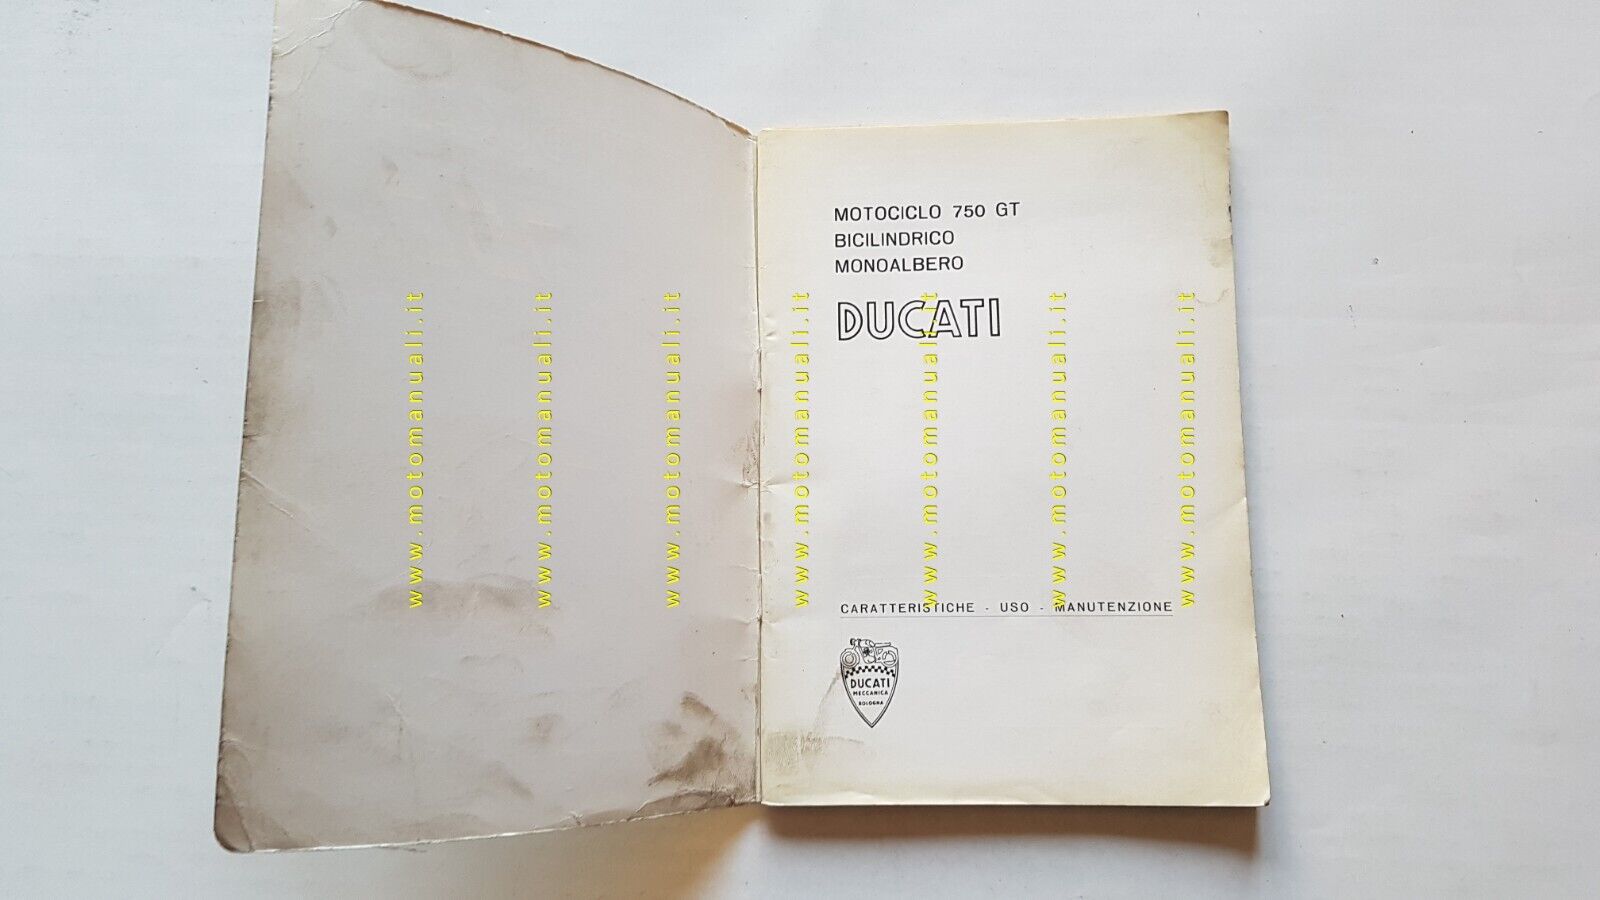 MOTOCICLO 750 GT
BICILINDRICO
MONOALBERO
DUCATI
CARATTERISTICHE - USO - MANUTENZIONE
DUCATI
MECCANICA
BOLOGNA
www.motomanuali.it
www.motomanuali.it
www.motomanuali.it
www.motomanuali.it
www.motomanuali.it
www.motomanuali.it
www.motomanuali.it